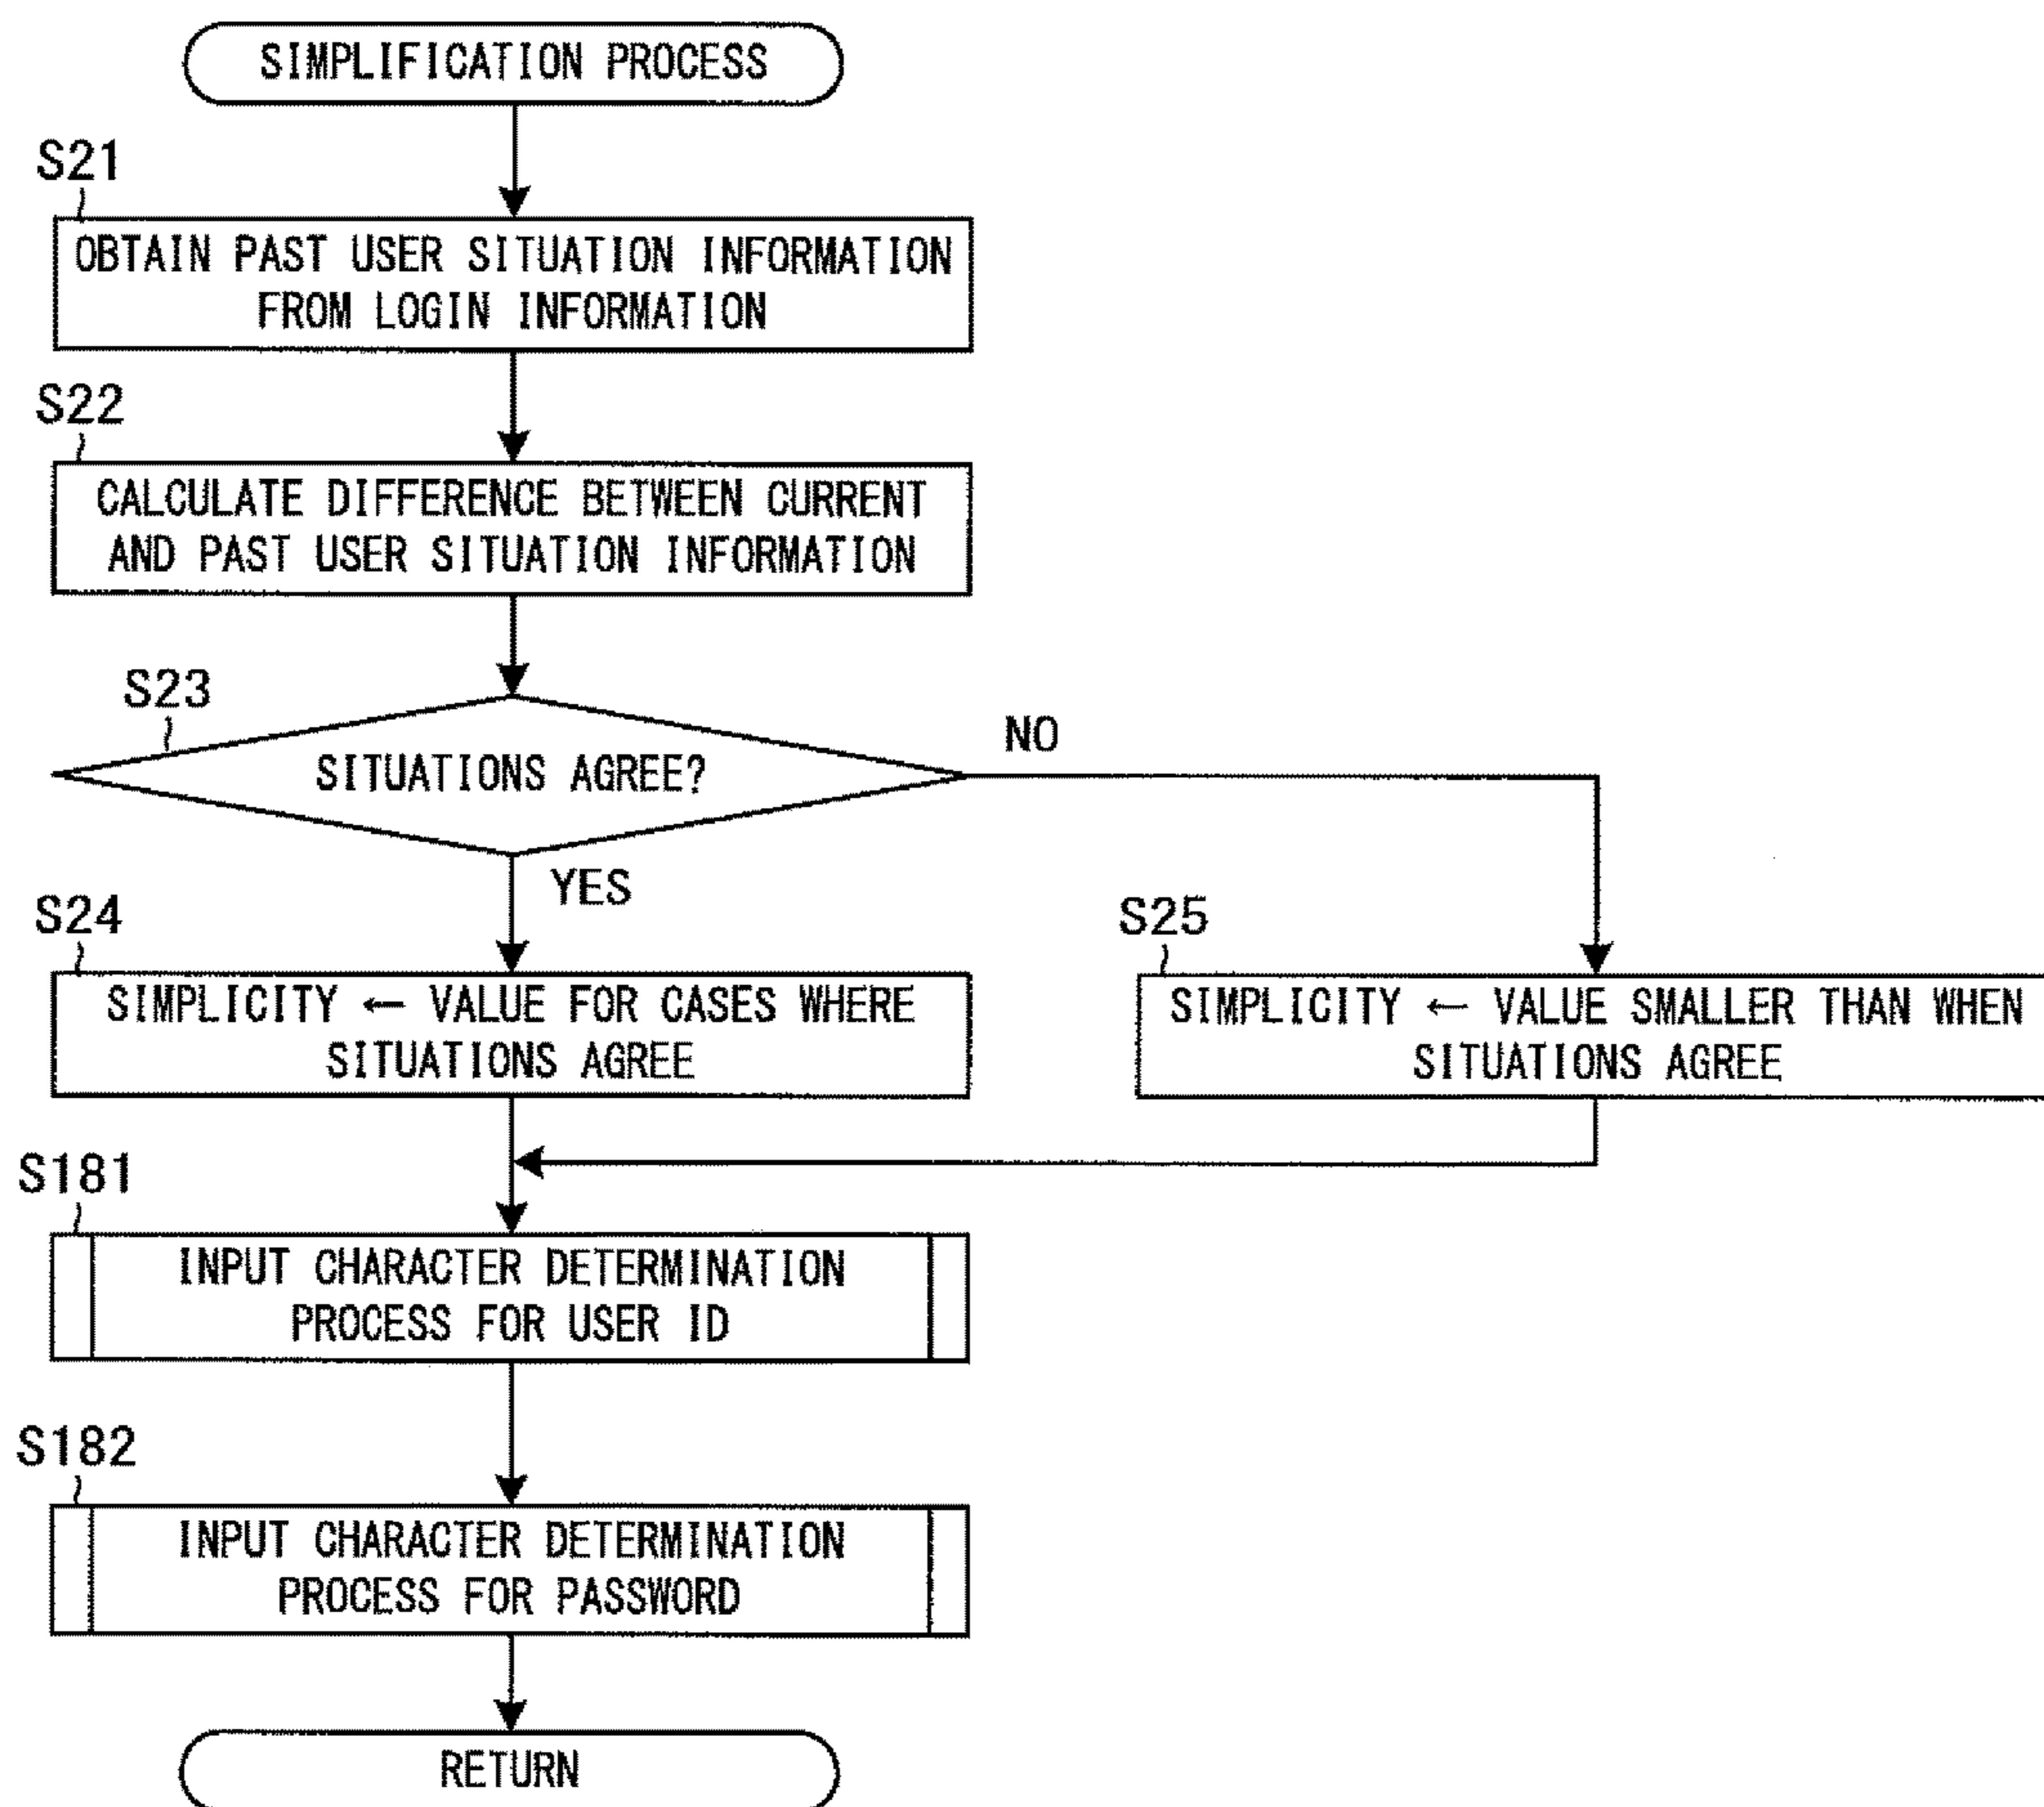 SIMPLIFICATION PROCESS
S21
OBTAIN PAST USER SITUATION INFORMATION
FROM LOGIN INFORMATION
S22
CALCULATE DIFFERENCE BETWEEN CURRENT
AND PAST USER SITUATION INFORMATION
S23
SITUATIONS AGREE?
NO
YES
S24
SIMPLICITY ← VALUE FOR CASES WHERE
SITUATIONS AGREE
S25
SIMPLICITY ← VALUE SMALLER THAN WHEN
SITUATIONS AGREE
S181
INPUT CHARACTER DETERMINATION
PROCESS FOR USER ID
S182
INPUT CHARACTER DETERMINATION
PROCESS FOR PASSWORD
RETURN